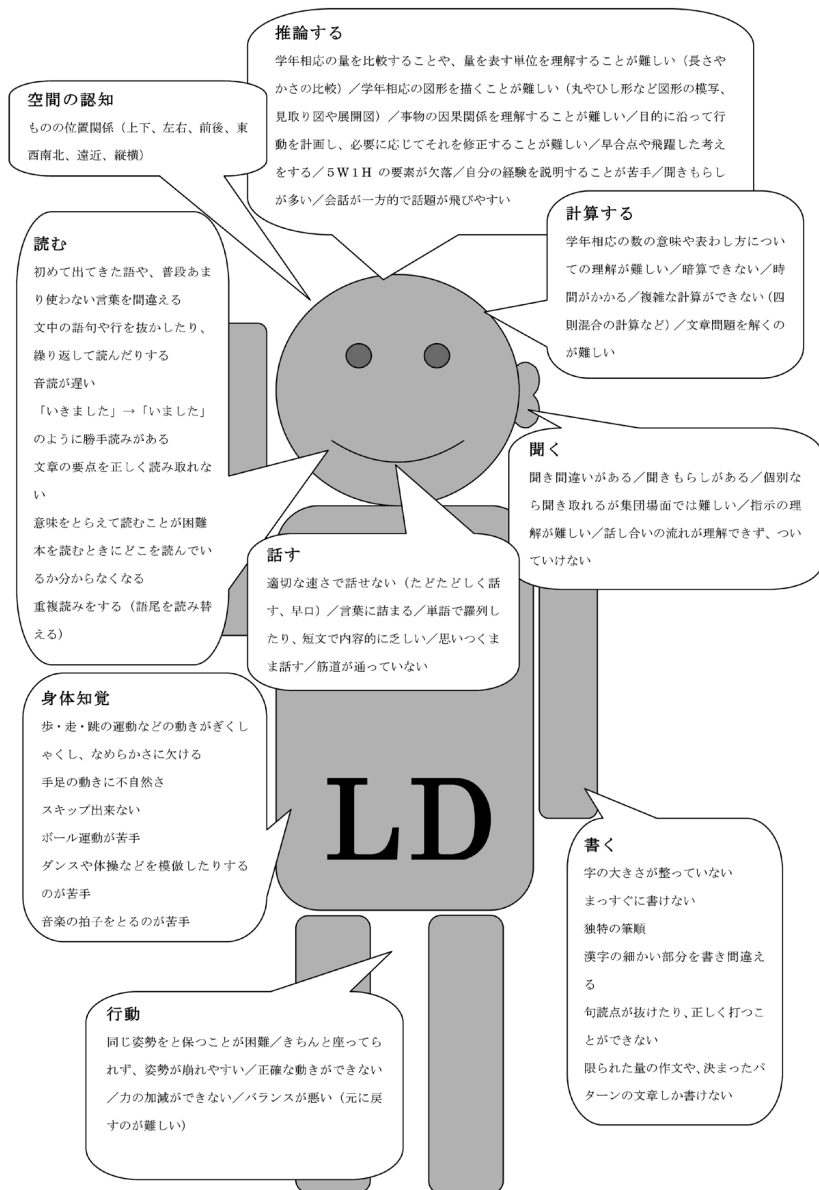 推論する
学年相応の量を比較することや、量を表す単位を理解することが難しい（長さや
かさの比較）／学年相応の図形を描くことが難しい（丸やひし形など図形の模写、
見取り図や展開図）／事物の因果関係を理解することが難しい／目的に沿って行
動を計画し、必要に応じてそれを修正することが難しい／早合点や飛躍した考え
をする／５Ｗ１Ｈ の要素が欠落／自分の経験を説明することが苦手／聞きもらし
が多い／会話が一方的で話題が飛びやすい
空間の認知
ものの位置関係（上下、左右、前後、東
西南北、遠近、縦横）
計算する
学年相応の数の意味や表わし方につい
ての理解が難しい／暗算できない／時
間がかかる／複雑な計算ができない（四
則混合の計算など）／文章問題を解くの
が難しい
読む
初めて出てきた語や、普段あま
り使わない言葉を間違える
文中の語句や行を抜かしたり、
繰り返して読んだりする
音読が遅い
「いきました」→「いました」
のように勝手読みがある
文章の要点を正しく読み取れな
い
意味をとらえて読むことが困難
本を読むときにどこを読んでい
るか分からなくなる
重複読みをする（語尾を読み替
える）
聞く
聞き間違いがある／聞きもらしがある／個別な
ら聞き取れるが集団場面では難しい／指示の理
解が難しい／話し合いの流れが理解できず、つい
ていけない
話す
適切な速さで話せない（たどたどしく話
す、早口）／言葉に詰まる／単語で羅列し
たり、短文で内容的に乏しい／思いつくま
ま話す／筋道が通っていない
身体知覚
歩・走・跳の運動などの動きがぎくし
ゃくし、なめらかさに欠ける
手足の動きに不自然さ
スキップ出来ない
ボール運動が苦手
ダンスや体操などを模倣したりする
のが苦手
音楽の拍子をとるのが苦手
LD
書く
字の大きさが整っていない
まっすぐに書けない
独特の筆順
漢字の細かい部分を書き間違え
る
句読点が抜けたり、正しく打つこ
とができない
限られた量の作文や、決まったパ
ターンの文章しか書けない
行動
同じ姿勢をと保つことが困難／きちんと座ってら
れず、姿勢が崩れやすい／正確な動きができない
／力の加減ができない／バランスが悪い（元に戻
すのが難しい）